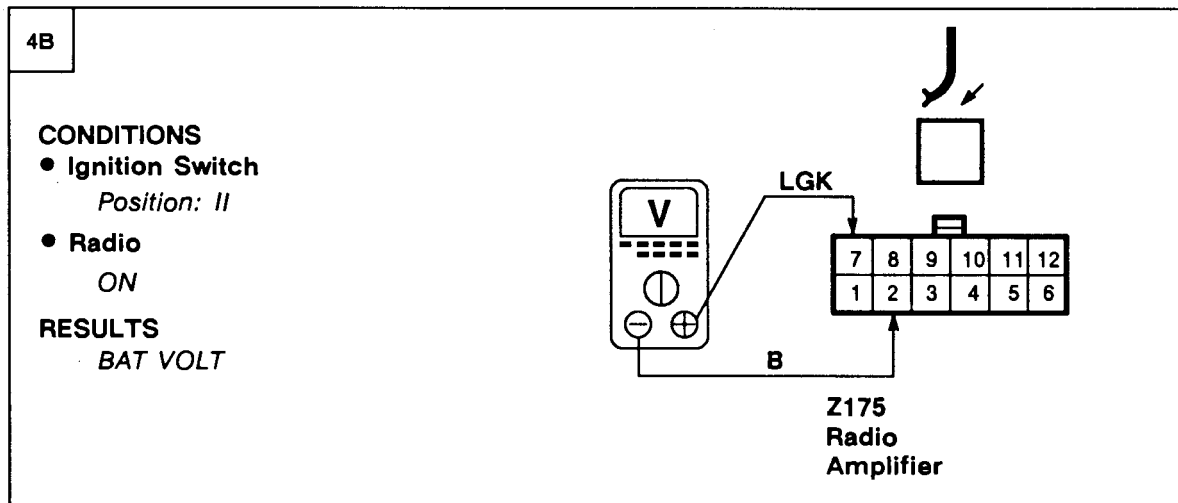 4B
CONDITIONS
● Ignition Switch
Position: II
● Radio
ON
RESULTS
BAT VOLT
LGK
V
7 8 9 10 11 12
1 2 3 4 5 6
B
Z175
Radio
Amplifier